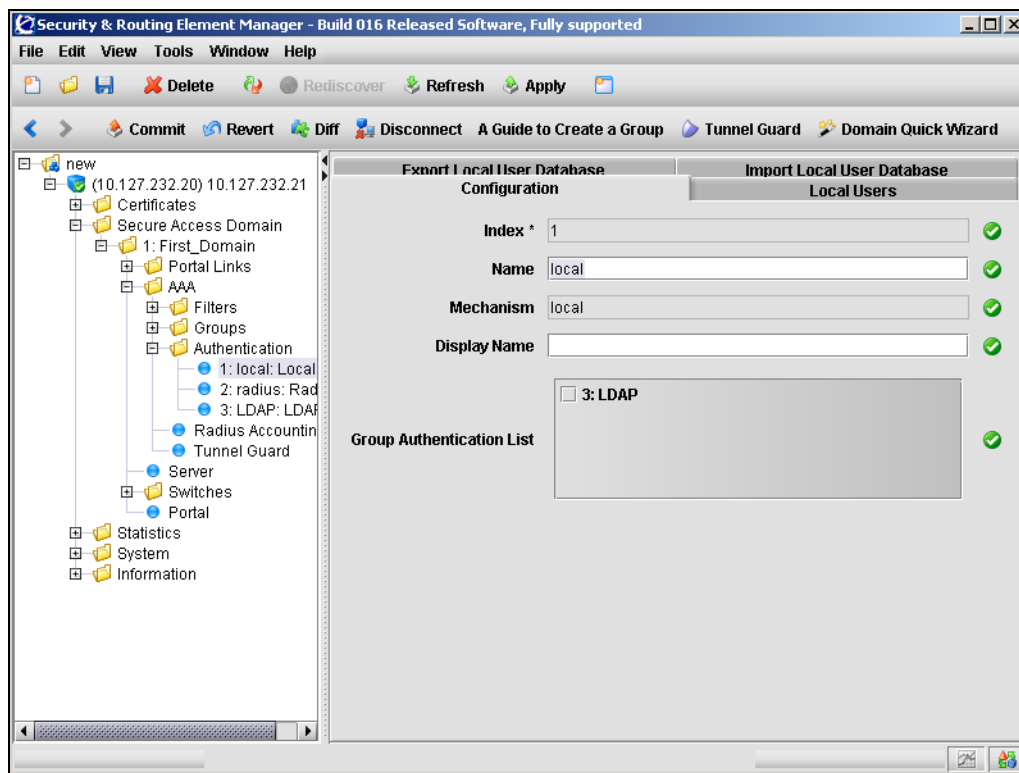 Security & Routing Element Manager - Build 016 Released Software, Fully supported
File Edit View Tools Window Help
Delete Rediscover Refresh Apply
Commit Revert Diff Disconnect A Guide to Create a Group Tunnel Guard Domain Quick Wizard
new
(10.127.232.20) 10.127.232.21
Certificates
Secure Access Domain
1: First_Domain
Portal Links
AAA
Filters
Groups
Authentication
1: local: Local
2: radius: Rad
3: LDAP: LDAP
Radius Accountin
Tunnel Guard
Server
Switches
Portal
Statistics
System
Information
Export Local User Database Import Local User Database
Configuration Local Users
Index * 1
Name local
Mechanism local
Display Name
3: LDAP
Group Authentication List